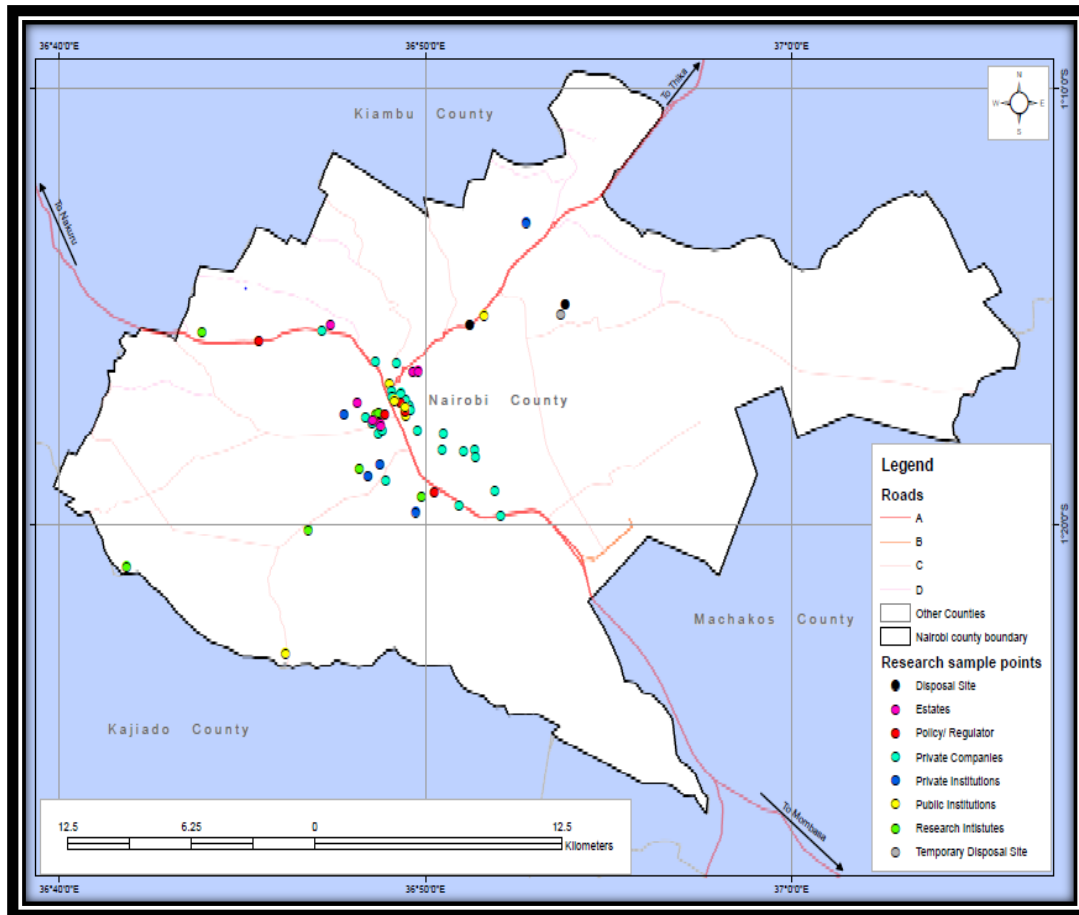 36°40'0"E 36°50'0"E 37°0'0"E
1°10'0"S
N
W E
S
To Thika
Kiambu County
To Nakuru
Nairobi County
Legend
Roads
A
B
C
D
Other Counties
Nairobi county boundary
Research sample points
Disposal Site
Estates
Policy/ Regulator
Private Companies
Private Institutions
Public Institutions
Research Intistutes
Temporary Disposal Site
1°20'0"S
Machakos County
Kajiado County
To Mombasa
12.5 6.25 0 12.5
Kilometers
36°40'0"E 36°50'0"E 37°0'0"E